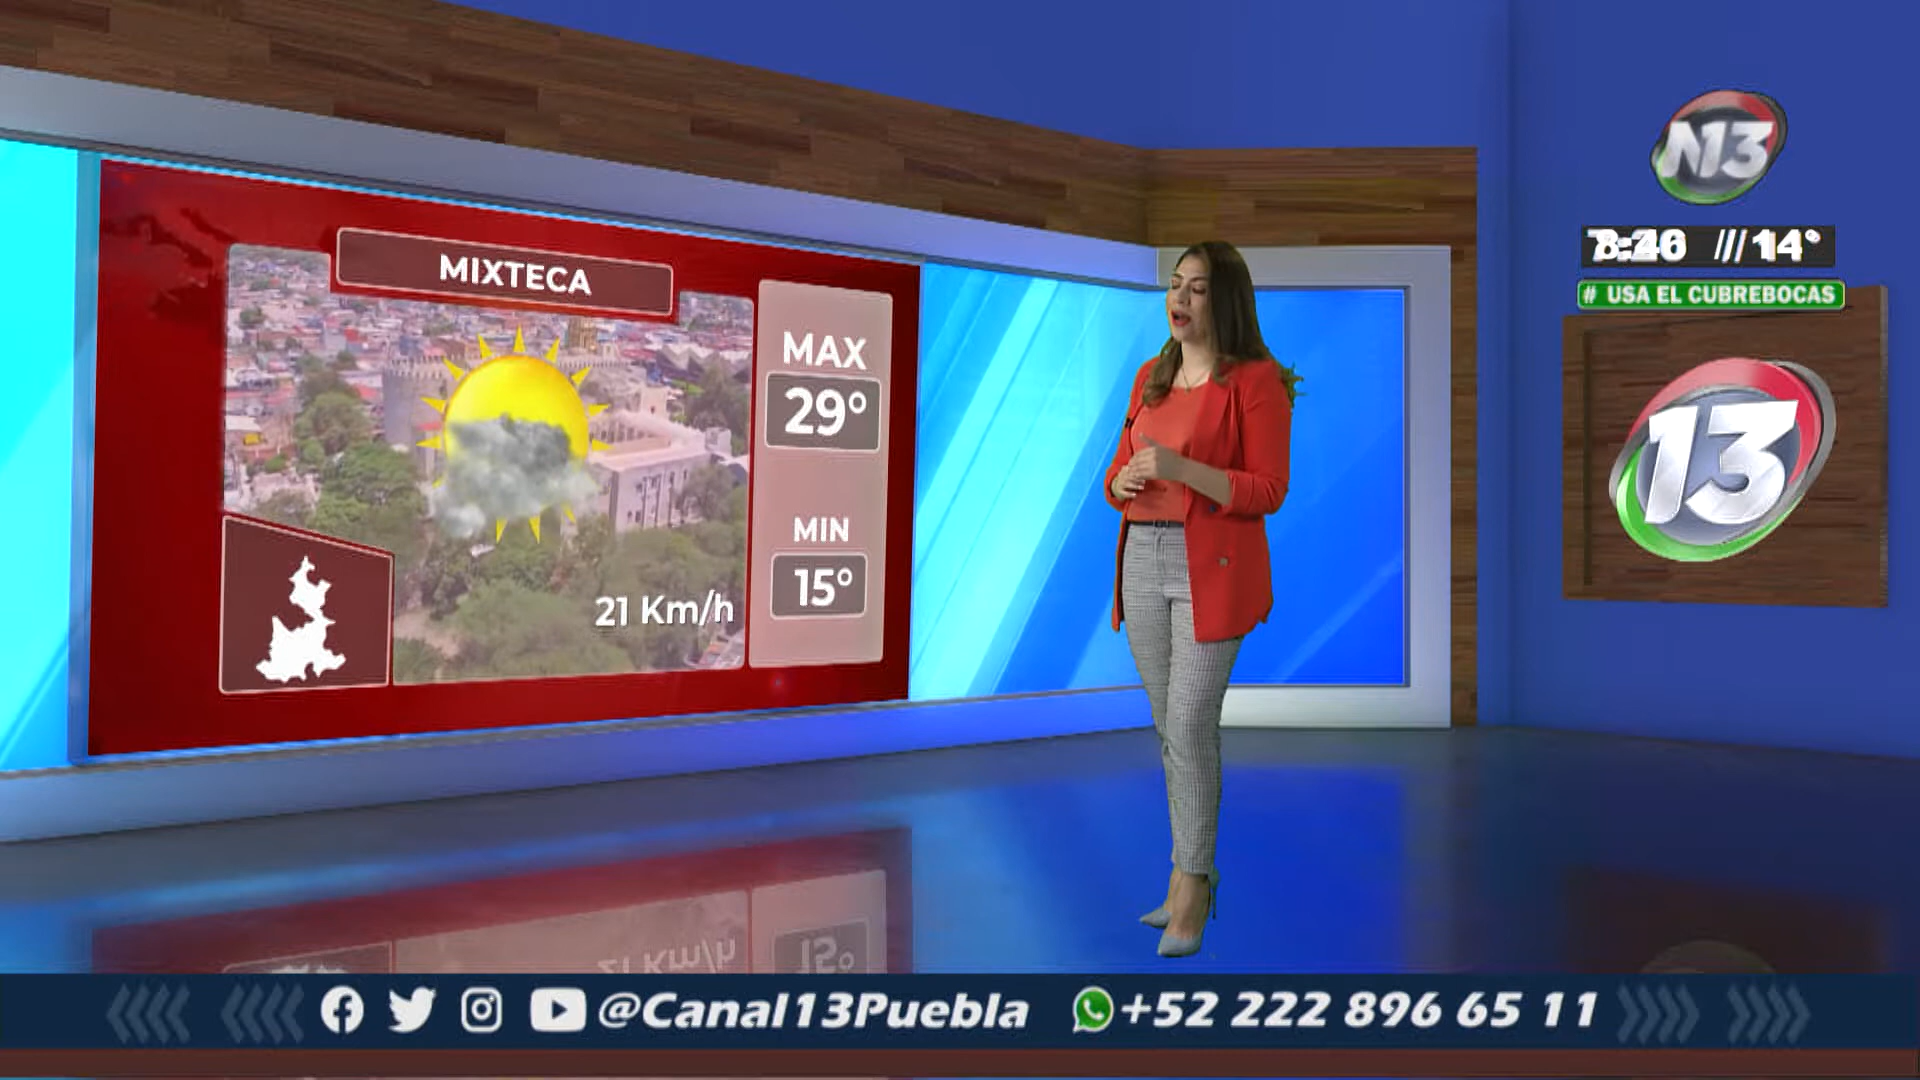 MIXTECA
MAX
29°
MIN
15°
21 Km/h
N13
/// 14°
# USA EL CUBREBOCAS
13
@Canal13Puebla
+52 222 896 65 11